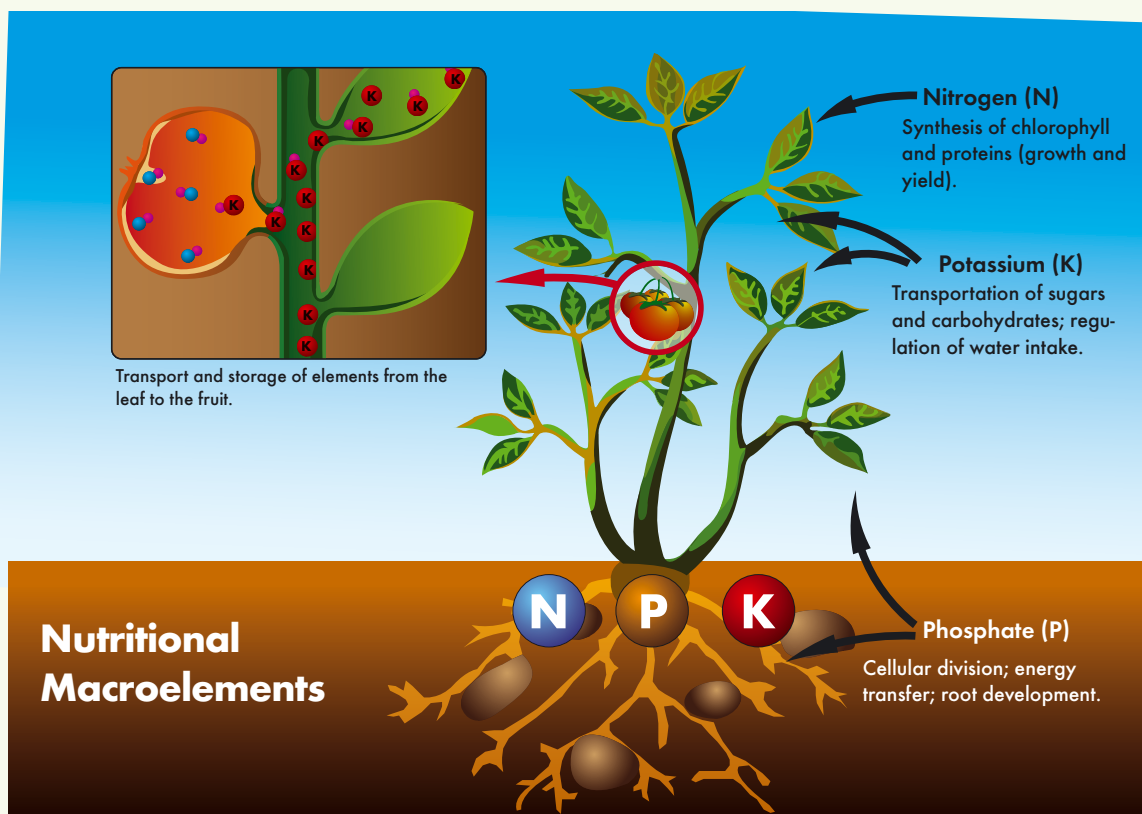 Nitrogen (N)
Synthesis of chlorophyll
and proteins (growth and
yield).
Potassium (K)
Transportation of sugars
and carbohydrates; regu-
lation of water intake.
K
K
K
K
K
K
K
K
K
K
K
K
K
Transport and storage of elements from the
leaf to the fruit.
N P K
Nutritional
Macroelements
Phosphate (P)
Cellular division; energy
transfer; root development.